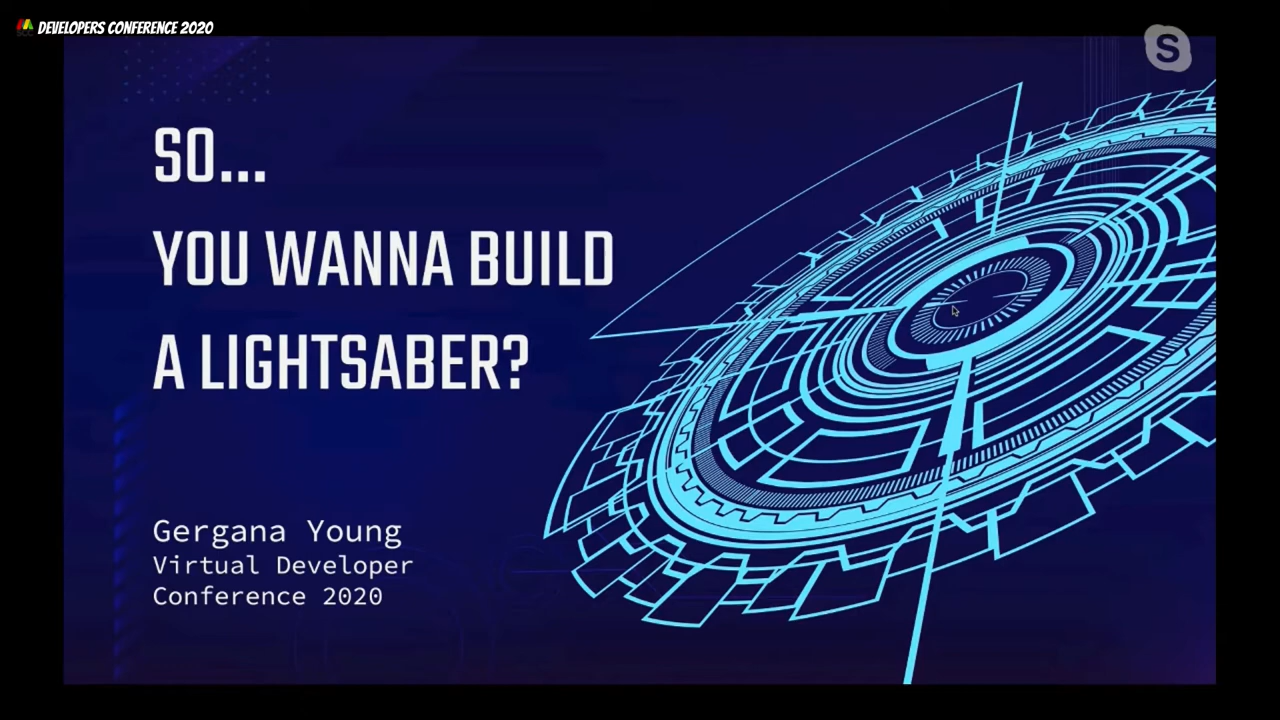 DEVELOPERS CONFERENCE 2020
S
SO...
YOU WANNA BUILD
A LIGHTSABER?
Gergana Young
Virtual Developer
Conference 2020